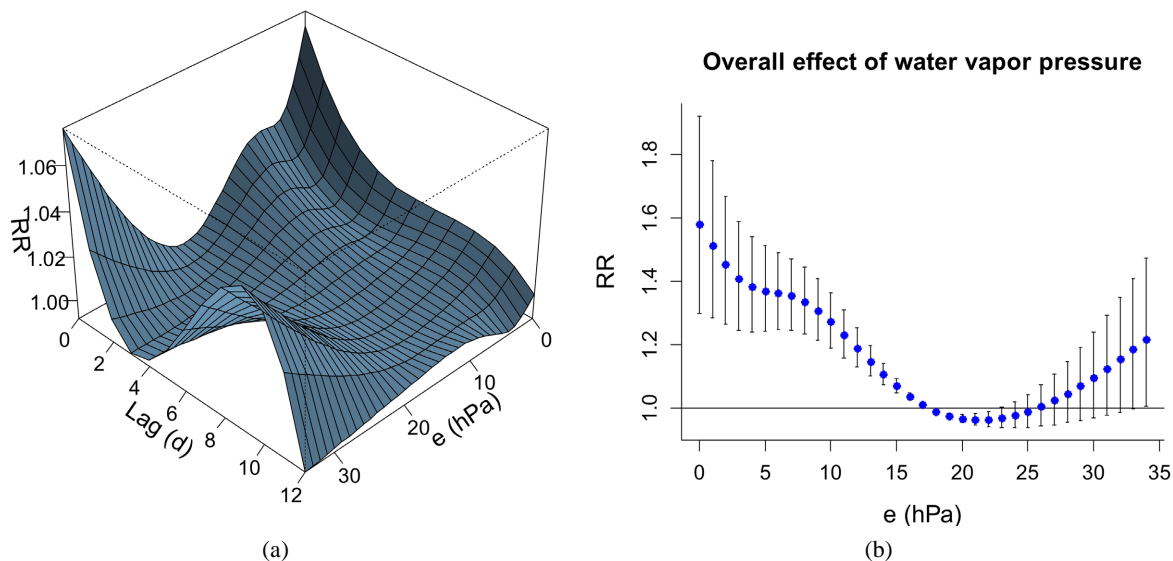 Overall effect of water vapor pressure
1.06
1.04
1.02
1.00
RR
0
2
4
6
8
10
12
Lag (d)
30
20
10
0
e (hPa)
1.8
1.6
1.4
1.2
1.0
RR
0 5 10 15 20 25 30 35
e (hPa)
(a) (b)